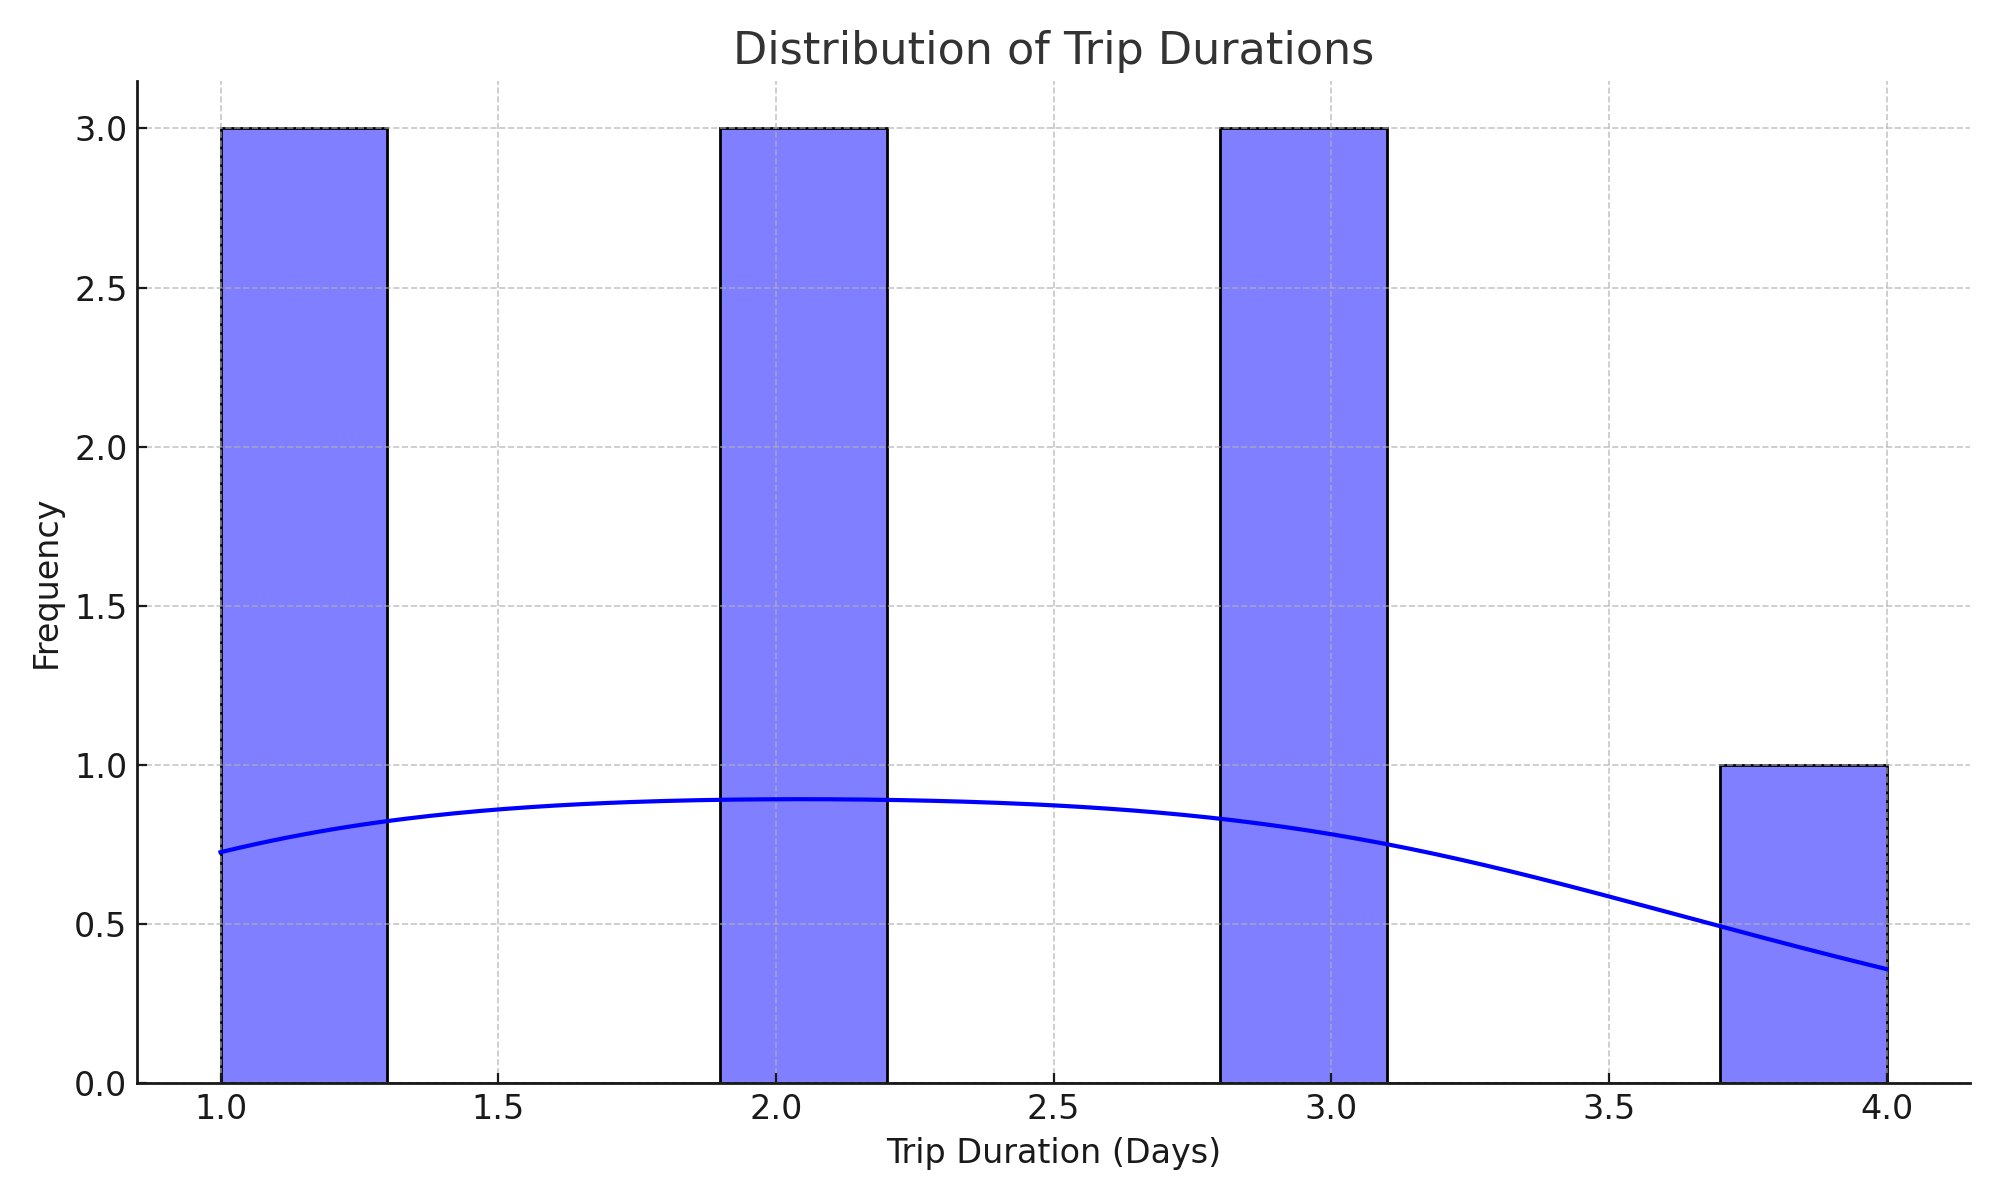 Distribution of Trip Durations
3.0
2.5
2.0
1.5
1.0
0.5
0.0
Frequency
1.0 1.5 2.0 2.5 3.0 3.5 4.0
Trip Duration (Days)